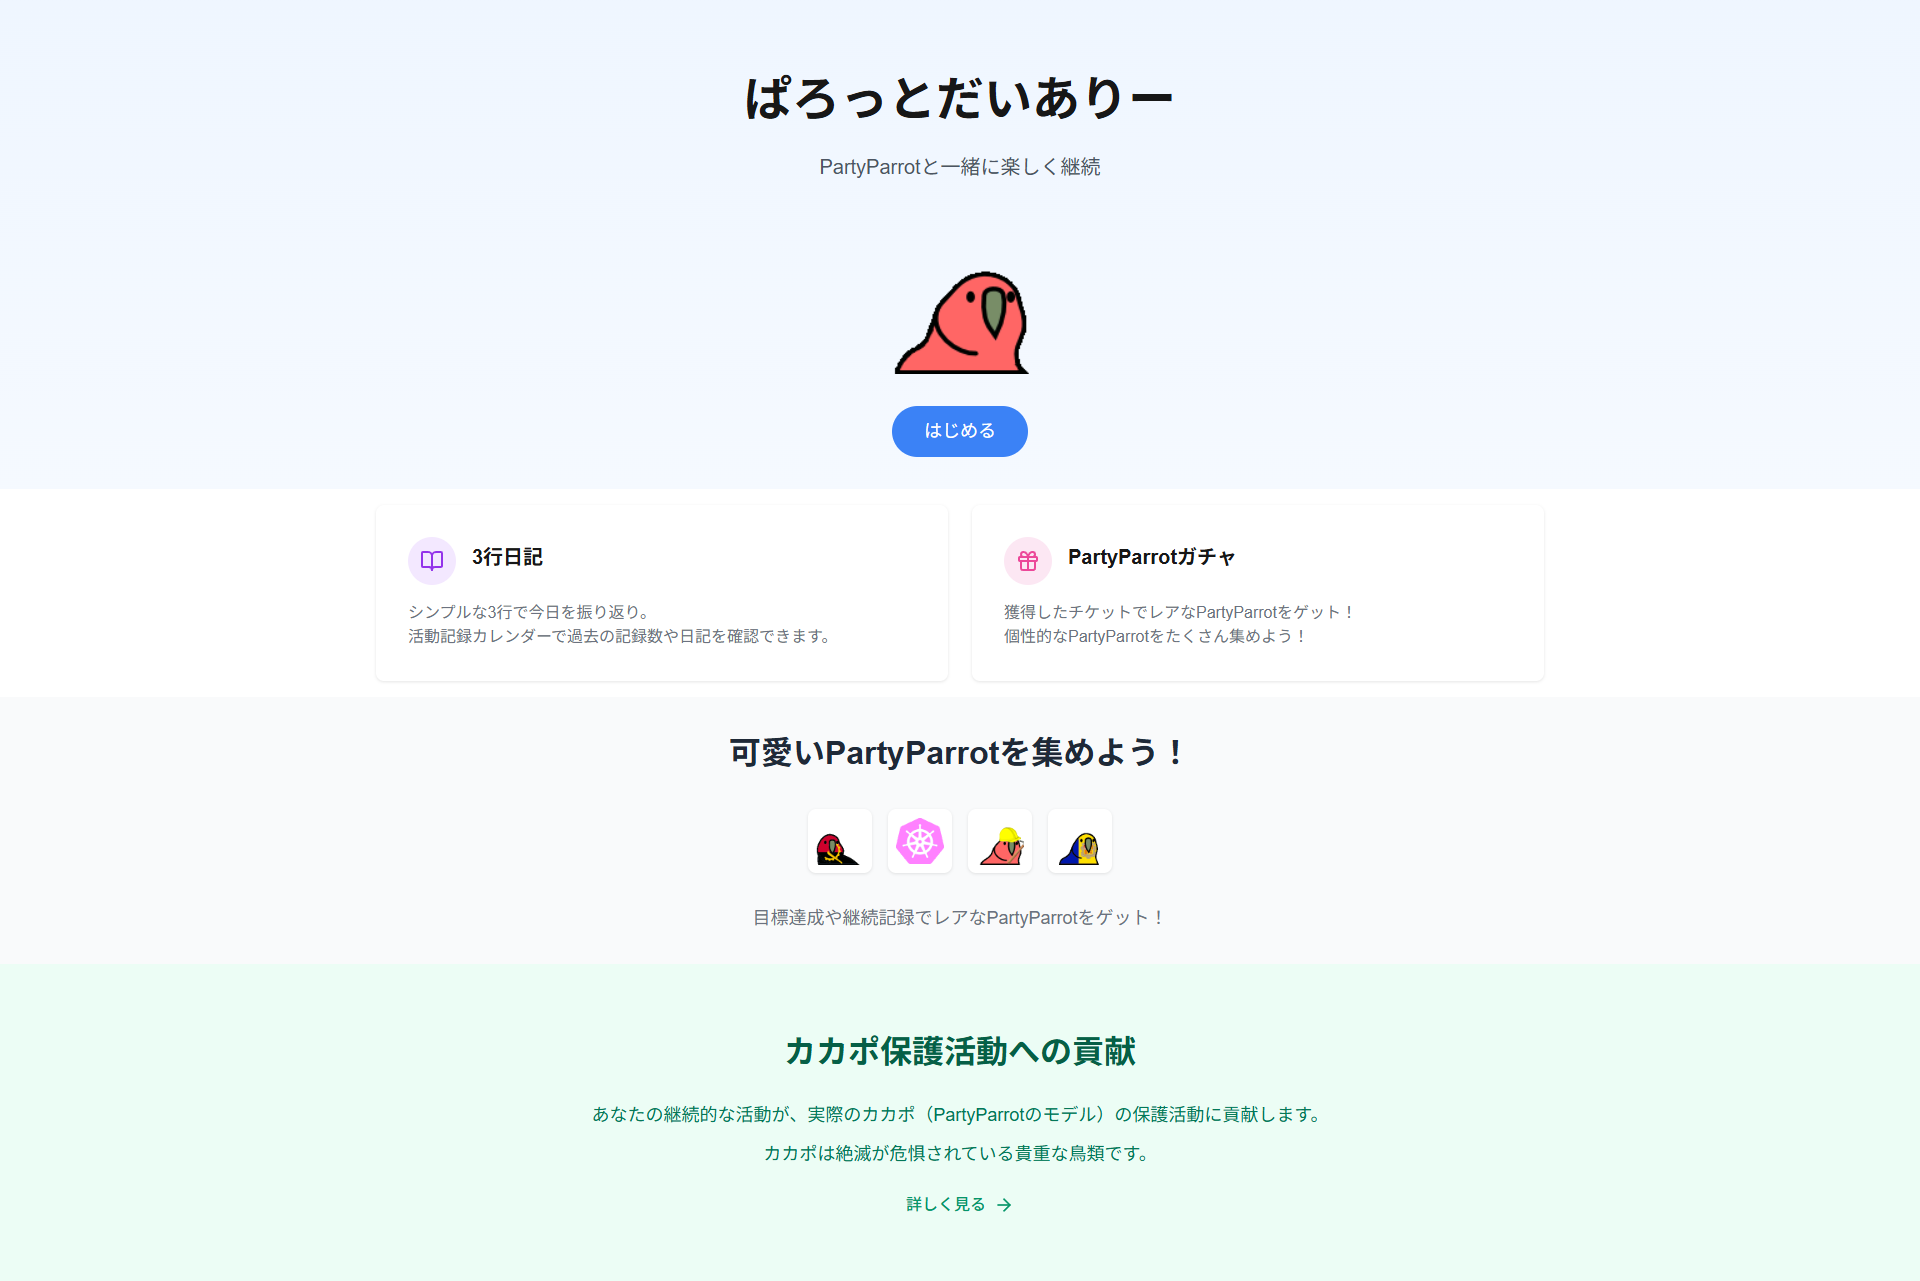 ぱろっとだいありー
PartyParrotと一緒に楽しく継続
はじめる
3行日記
シンプルな3行で今日を振り返り。
活動記録カレンダーで過去の記録数や日記を確認できます。
PartyParrotガチャ
獲得したチケットでレアなPartyParrotをゲット！
個性的なPartyParrotをたくさん集めよう！
可愛いPartyParrotを集めよう！
目標達成や継続記録でレアなPartyParrotをゲット！
カカポ保護活動への貢献
あなたの継続的な活動が、実際のカカポ（PartyParrotのモデル）の保護活動に貢献します。
カカポは絶滅が危惧されている貴重な鳥類です。
詳しく見る